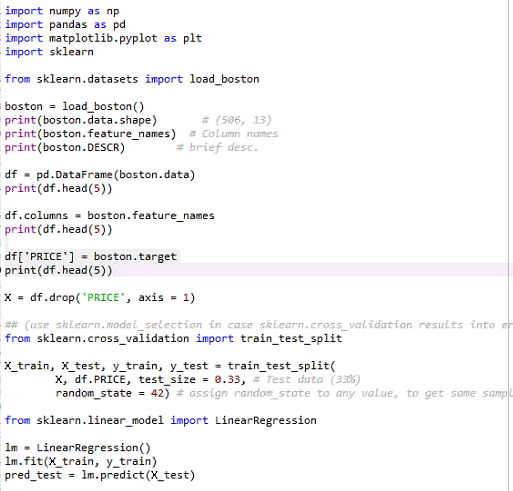 import numpy as np
import pandas as pd
import matplotlib.pyplot as plt
import sklearn
from sklearn.datasets import load_boston
boston = load_boston()
print(boston.data.shape) # (506, 13)
print(boston.feature_names) # Column names
print(boston.DESCR) # brief desc.
df = pd.DataFrame(boston.data)
print(df.head(5))
df.columns = boston.feature_names
print(df.head(5))
df['PRICE'] = boston.target
print(df.head(5))
X = df.drop('PRICE', axis = 1)
## (use sklearn.model_selection in case sklearn.cross_validation results into er
from sklearn.cross_validation import train_test_split
X_train, X_test, y_train, y_test = train_test_split(
X, df.PRICE, test_size = 0.33, # Test data (33%)
random_state = 42) # assign random_state to any value, to get same sampl
from sklearn.linear_model import LinearRegression
lm = LinearRegression()
lm.fit(X_train, y_train)
pred_test = lm.predict(X_test)